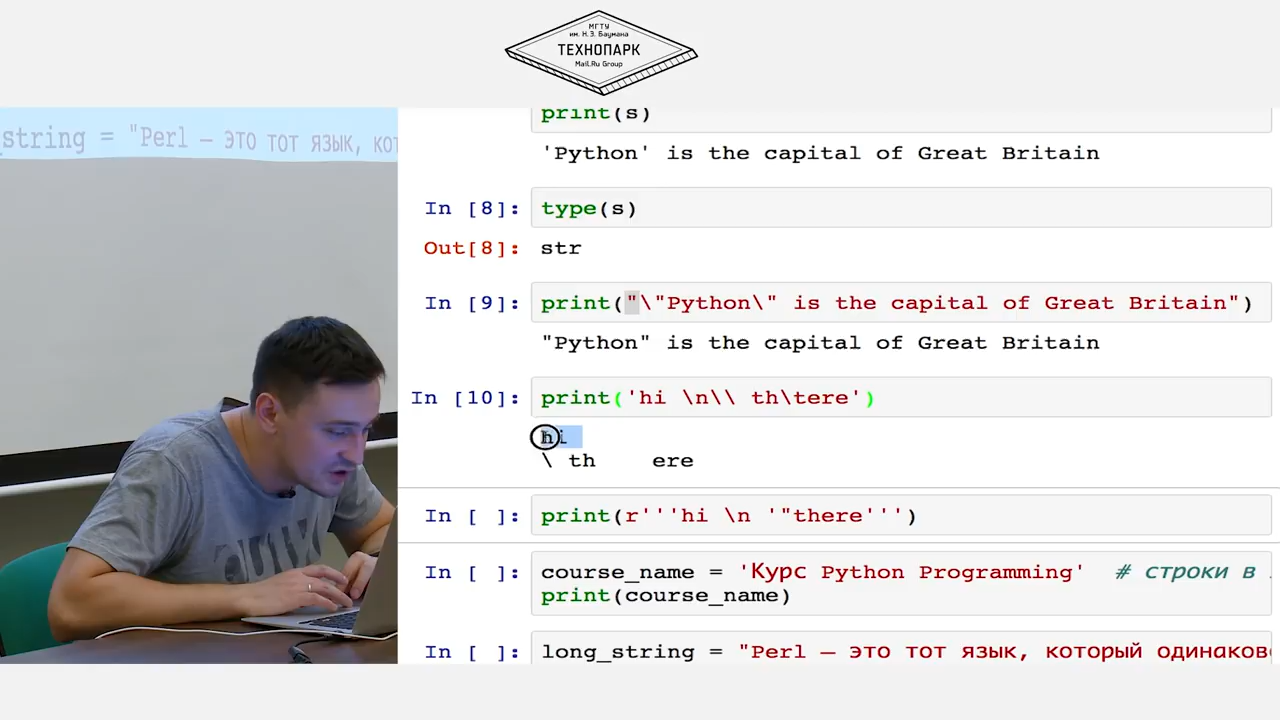 МГТУ
им. Н.Э. Баумана
ТЕХНОПАРК
Mail.Ru Group
string = "Perl — это тот язык, кот
print(s)
'Python' is the capital of Great Britain
In [8]: type(s)
Out[8]: str
In [9]: print("\"Python\" is the capital of Great Britain")
"Python" is the capital of Great Britain
In [10]: print('hi \n\\ th\tere')
hi
\ th    ere
In [ ]: print(r'''hi \n '"there''')
In [ ]: course_name = 'Курс Python Programming'  # строки в
print(course_name)
In [ ]: long_string = "Perl — это тот язык, который одинаково